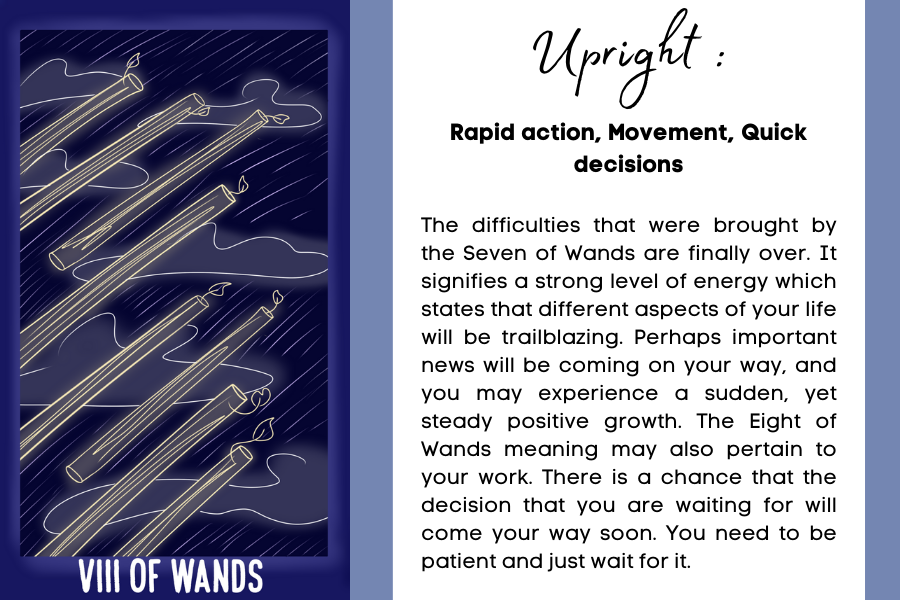 VIII OF WANDS
Upright :
Rapid action, Movement, Quick
decisions
The difficulties that were brought by
the Seven of Wands are finally over. It
signifies a strong level of energy which
states that different aspects of your life
will be trailblazing. Perhaps important
news will be coming on your way, and
you may experience a sudden, yet
steady positive growth. The Eight of
Wands meaning may also pertain to
your work. There is a chance that the
decision that you are waiting for will
come your way soon. You need to be
patient and just wait for it.